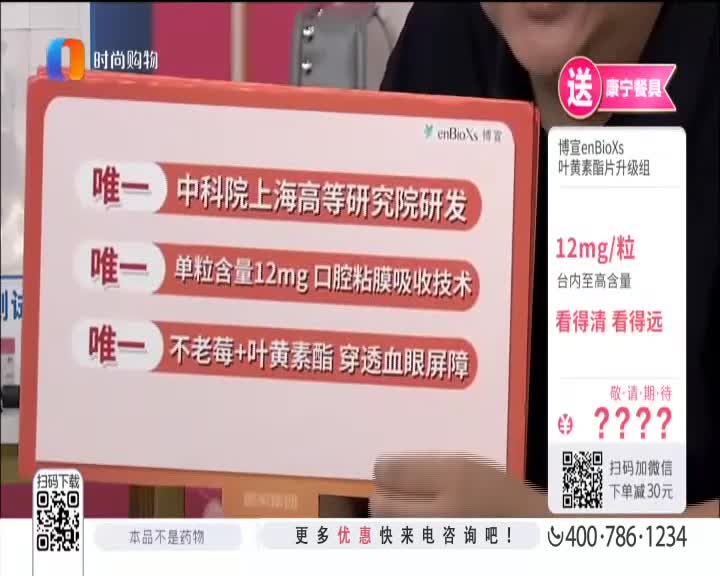 时尚购物
送 康宁餐具
enBioXs 博宣
唯一 中科院上海高等研究院研发
唯一 单粒含量12mg 口腔粘膜吸收技术
唯一 不老莓+叶黄素酯 穿透血眼屏障
博宣enBioXs
叶黄素酯片升级组
12mg/粒
台内至高含量
看得清 看得远
敬·请·期·待
¥ ????
扫码加微信
下单减30元
扫码下载
本品不是药物
更多优惠快来电咨询吧！
400·786·1234